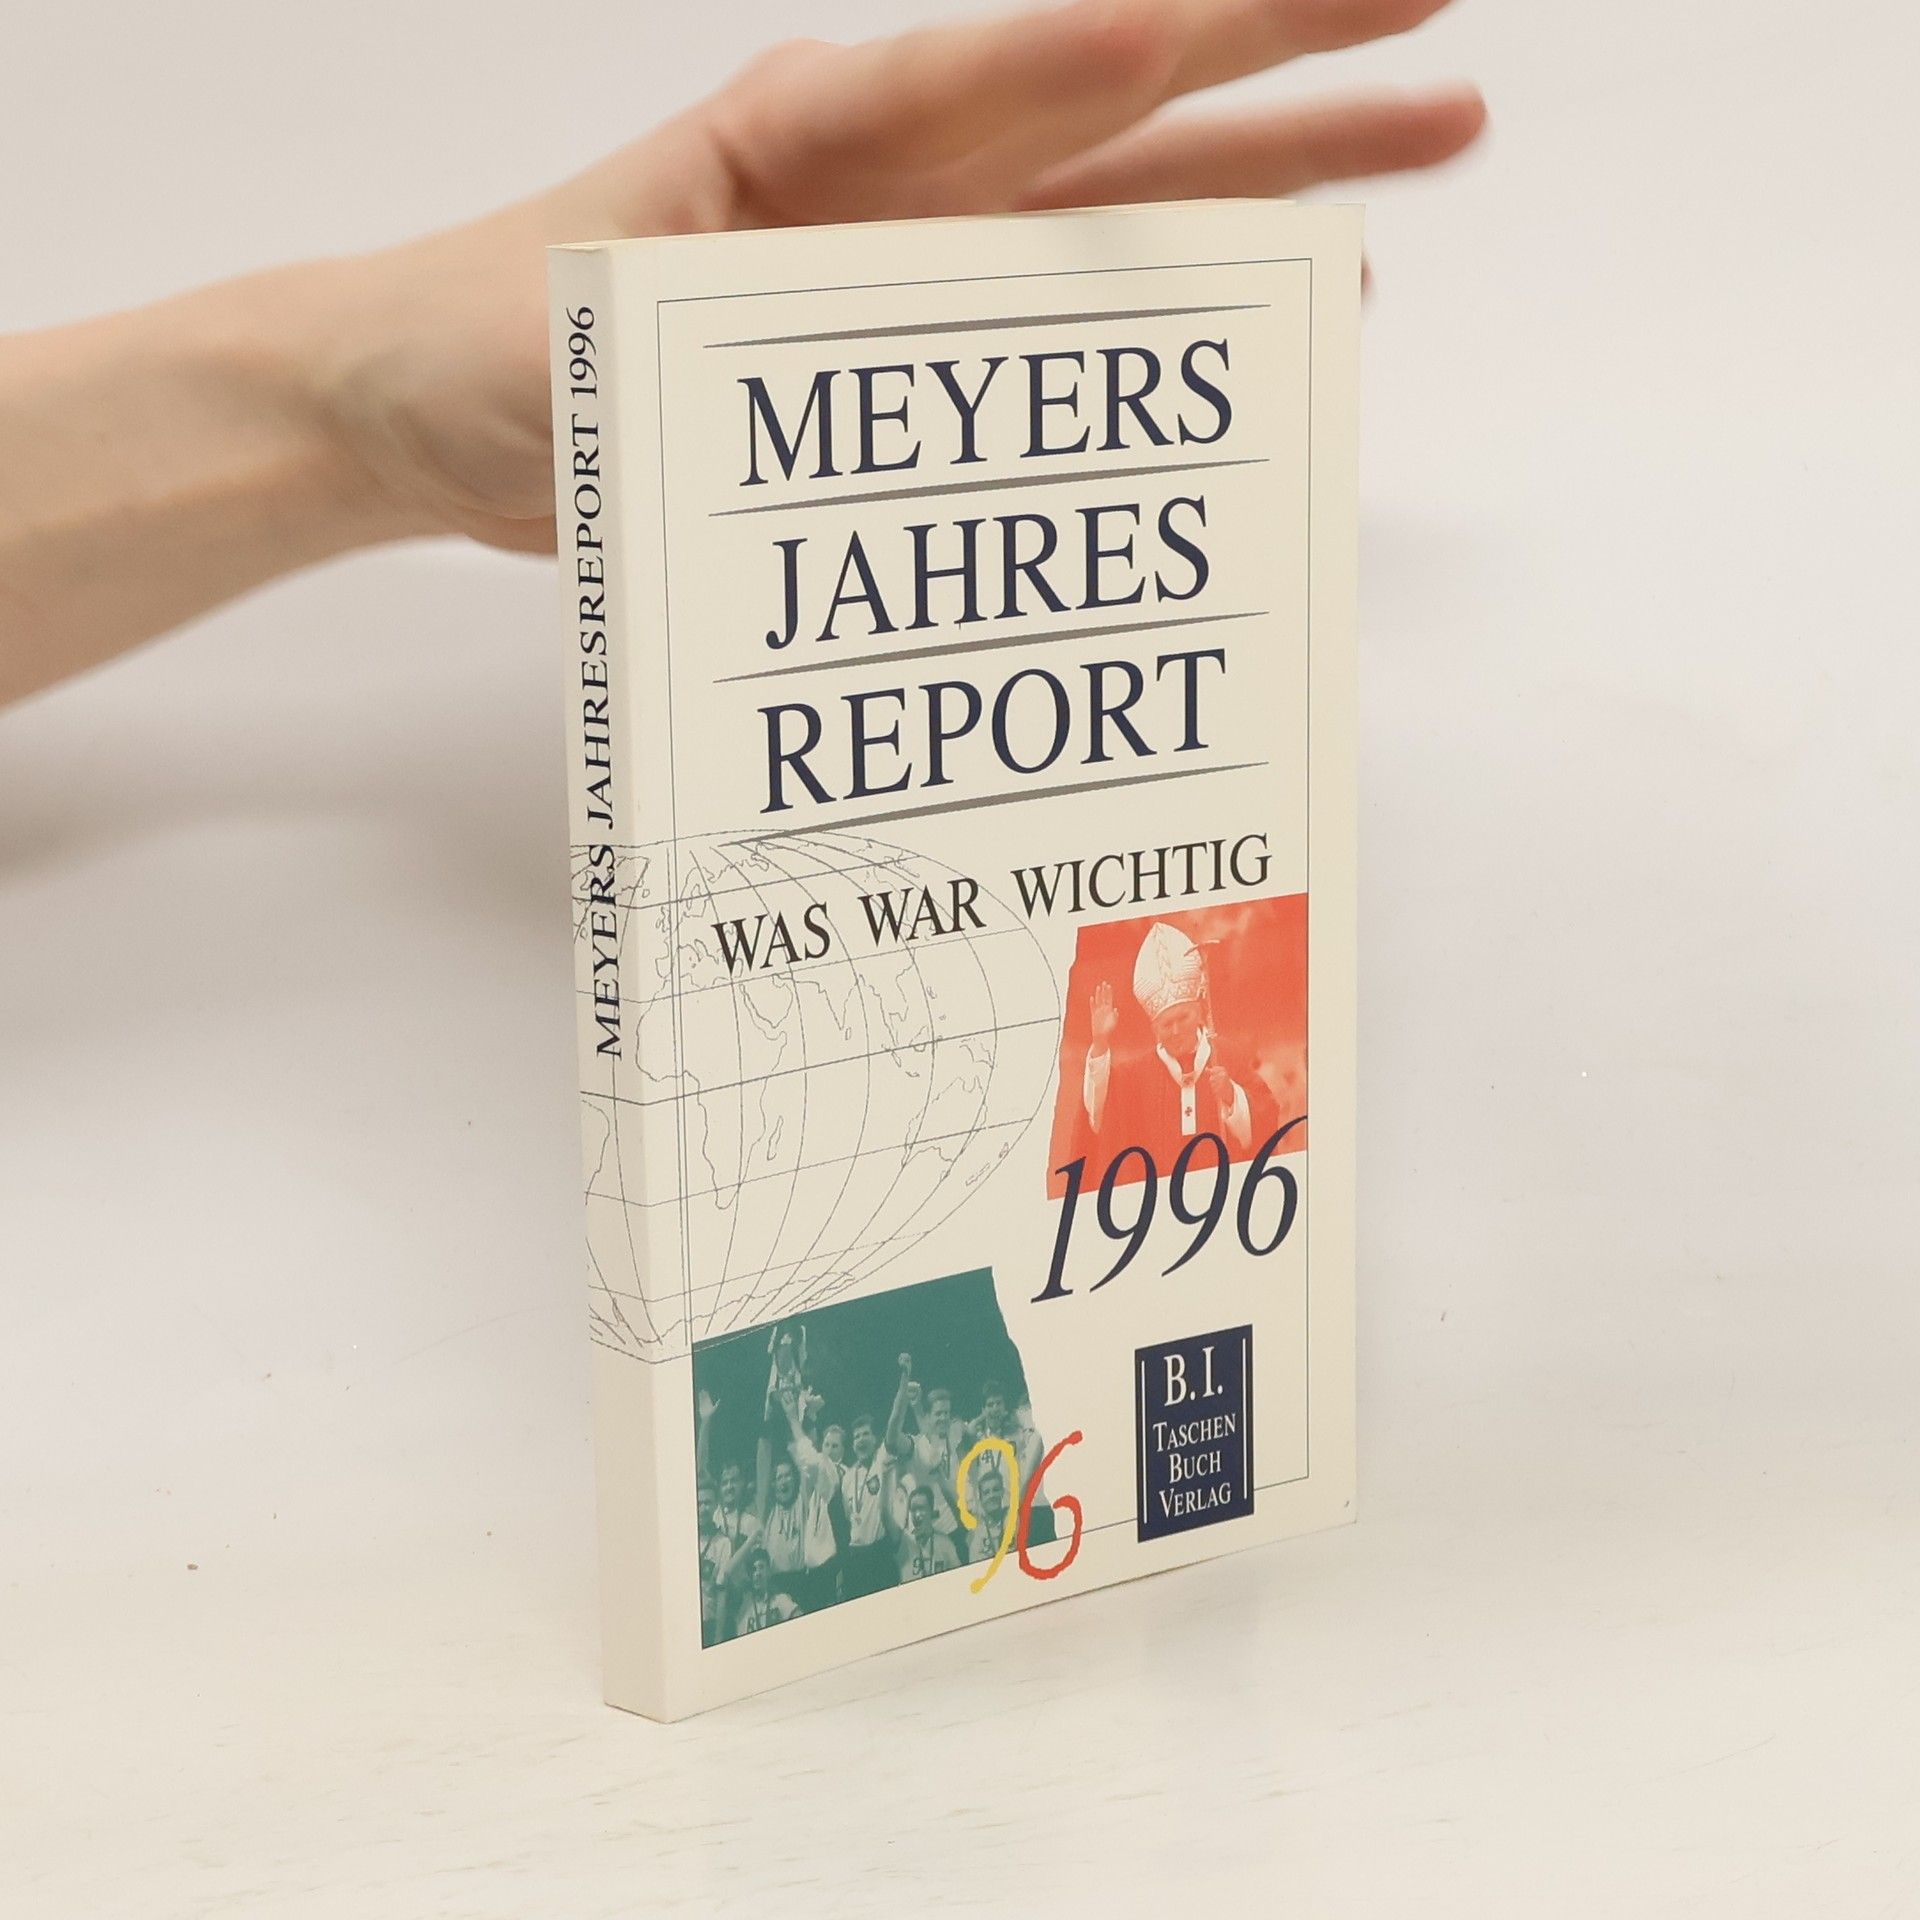 MEYERS JAHRESREPORT 1996
MEYERS
JAHRES
REPORT
WAS WAR WICHTIG
1996
96
B.I.
TASCHEN
BUCH
VERLAG